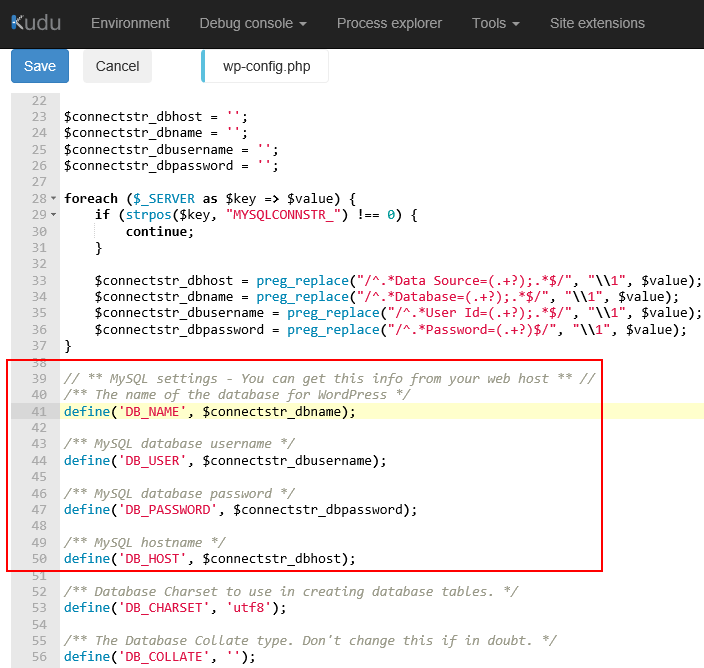 Kudu Environment Debug console Process explorer Tools Site extensions
Save Cancel wp-config.php
22
23 $connectstr_dbhost = '';
24 $connectstr_dbname = '';
25 $connectstr_dbusername = '';
26 $connectstr_dbpassword = '';
27
28 foreach ($_SERVER as $key => $value) {
29     if (strpos($key, "MYSQLCONNSTR_") !== 0) {
30         continue;
31     }
32
33     $connectstr_dbhost = preg_replace("/^.*Data Source=(.+?);.*$/", "\\1", $value);
34     $connectstr_dbname = preg_replace("/^.*Database=(.+?);.*$/", "\\1", $value);
35     $connectstr_dbusername = preg_replace("/^.*User Id=(.+?);.*$/", "\\1", $value);
36     $connectstr_dbpassword = preg_replace("/^.*Password=(.+?)$/", "\\1", $value);
37 }
38
39 // ** MySQL settings - You can get this info from your web host ** //
40 /** The name of the database for WordPress */
41 define('DB_NAME', $connectstr_dbname);
42
43 /** MySQL database username */
44 define('DB_USER', $connectstr_dbusername);
45
46 /** MySQL database password */
47 define('DB_PASSWORD', $connectstr_dbpassword);
48
49 /** MySQL hostname */
50 define('DB_HOST', $connectstr_dbhost);
51
52 /** Database Charset to use in creating database tables. */
53 define('DB_CHARSET', 'utf8');
54
55 /** The Database Collate type. Don't change this if in doubt. */
56 define('DB_COLLATE', '');